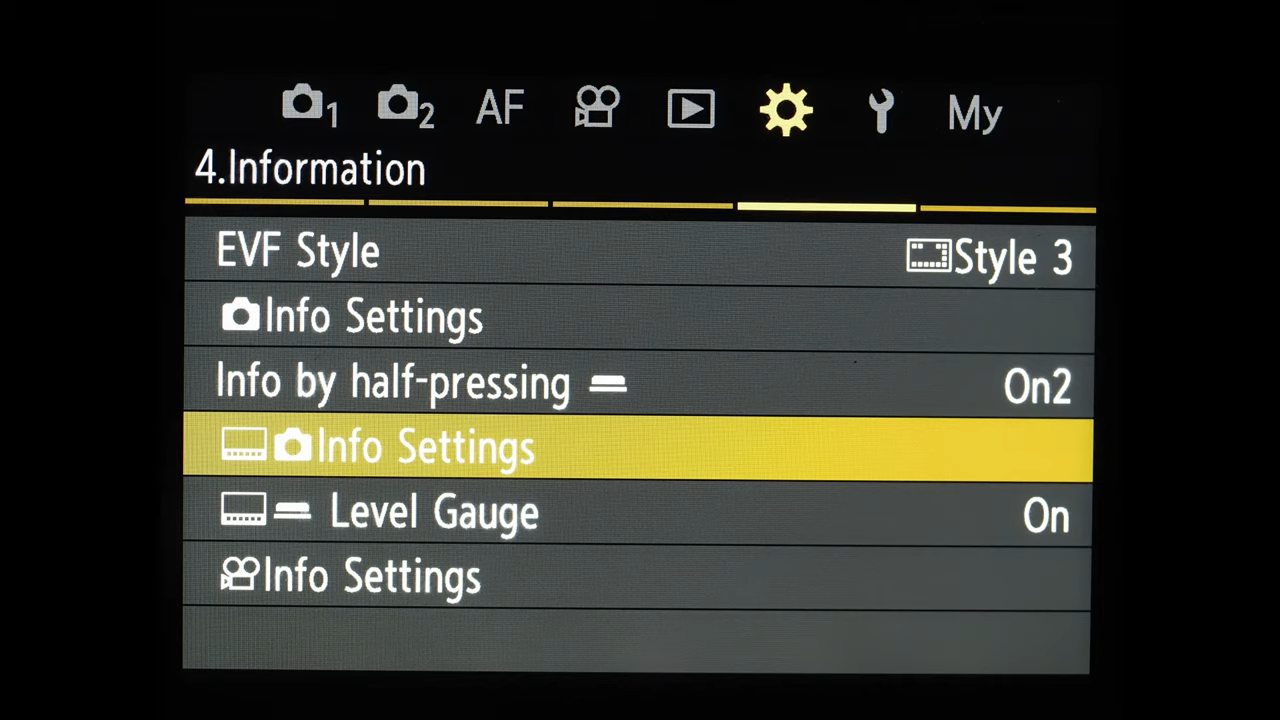 1 2 AF My
4.Information
EVF Style Style 3
Info Settings
Info by half-pressing On2
Info Settings
Level Gauge On
Info Settings